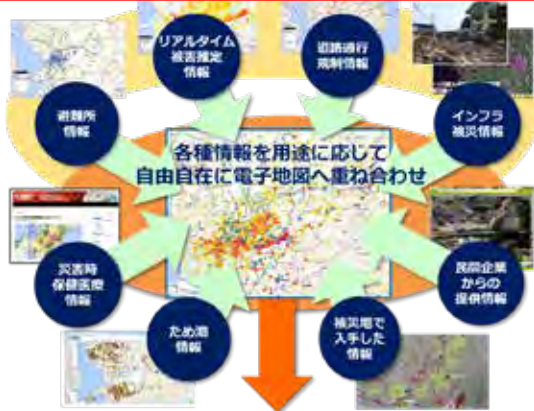 リアルタイム
被害推定
情報
道路通行
規制情報
避難所
情報
インフラ
被災情報
各種情報を用途に応じて
自由自在に電子地図へ重ね合わせ
災害時
保健医療
情報
民間企業
からの
提供情報
ため池
情報
被災地で
入手した
情報